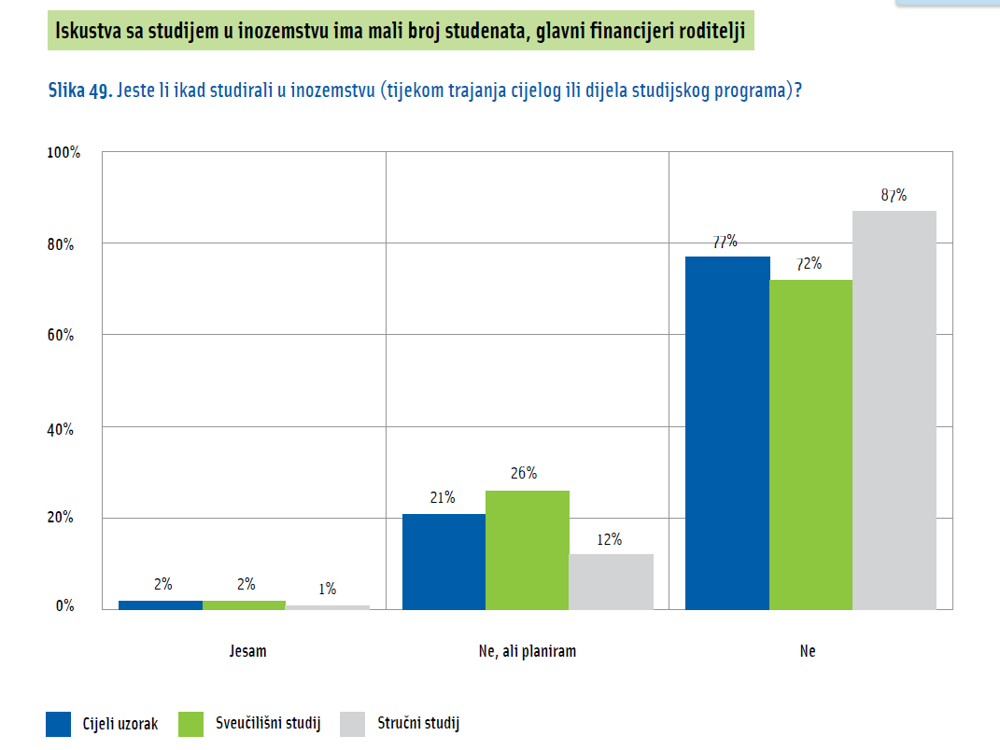 Iskustva sa studijem u inozemstvu ima mali broj studenata, glavni financijeri roditelji
Slika 49. Jeste li ikad studirali u inozemstvu (tijekom trajanja cijelog ili dijela studijskog programa)?
100%
80%
60%
40%
20%
0%
2%
2%
1%
21%
26%
12%
77%
72%
87%
Jesam
Ne, ali planiram
Ne
Cijeli uzorak
Sveučilišni studij
Stručni studij